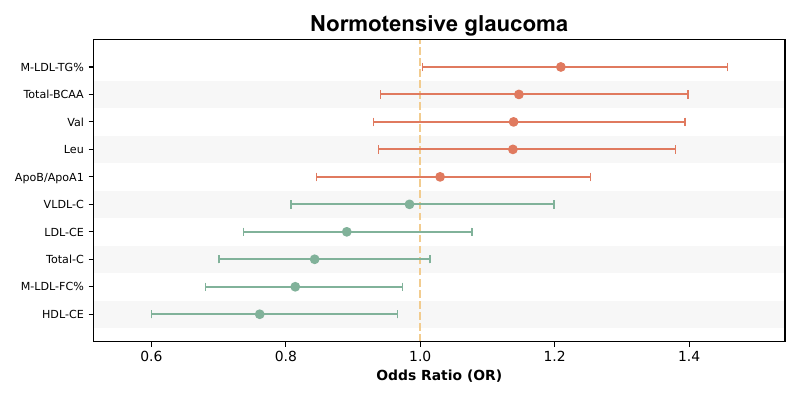 Normotensive glaucoma
M-LDL-TG%
Total-BCAA
Val
Leu
ApoB/ApoA1
VLDL-C
LDL-CE
Total-C
M-LDL-FC%
HDL-CE
0.6 0.8 1.0 1.2 1.4
Odds Ratio (OR)